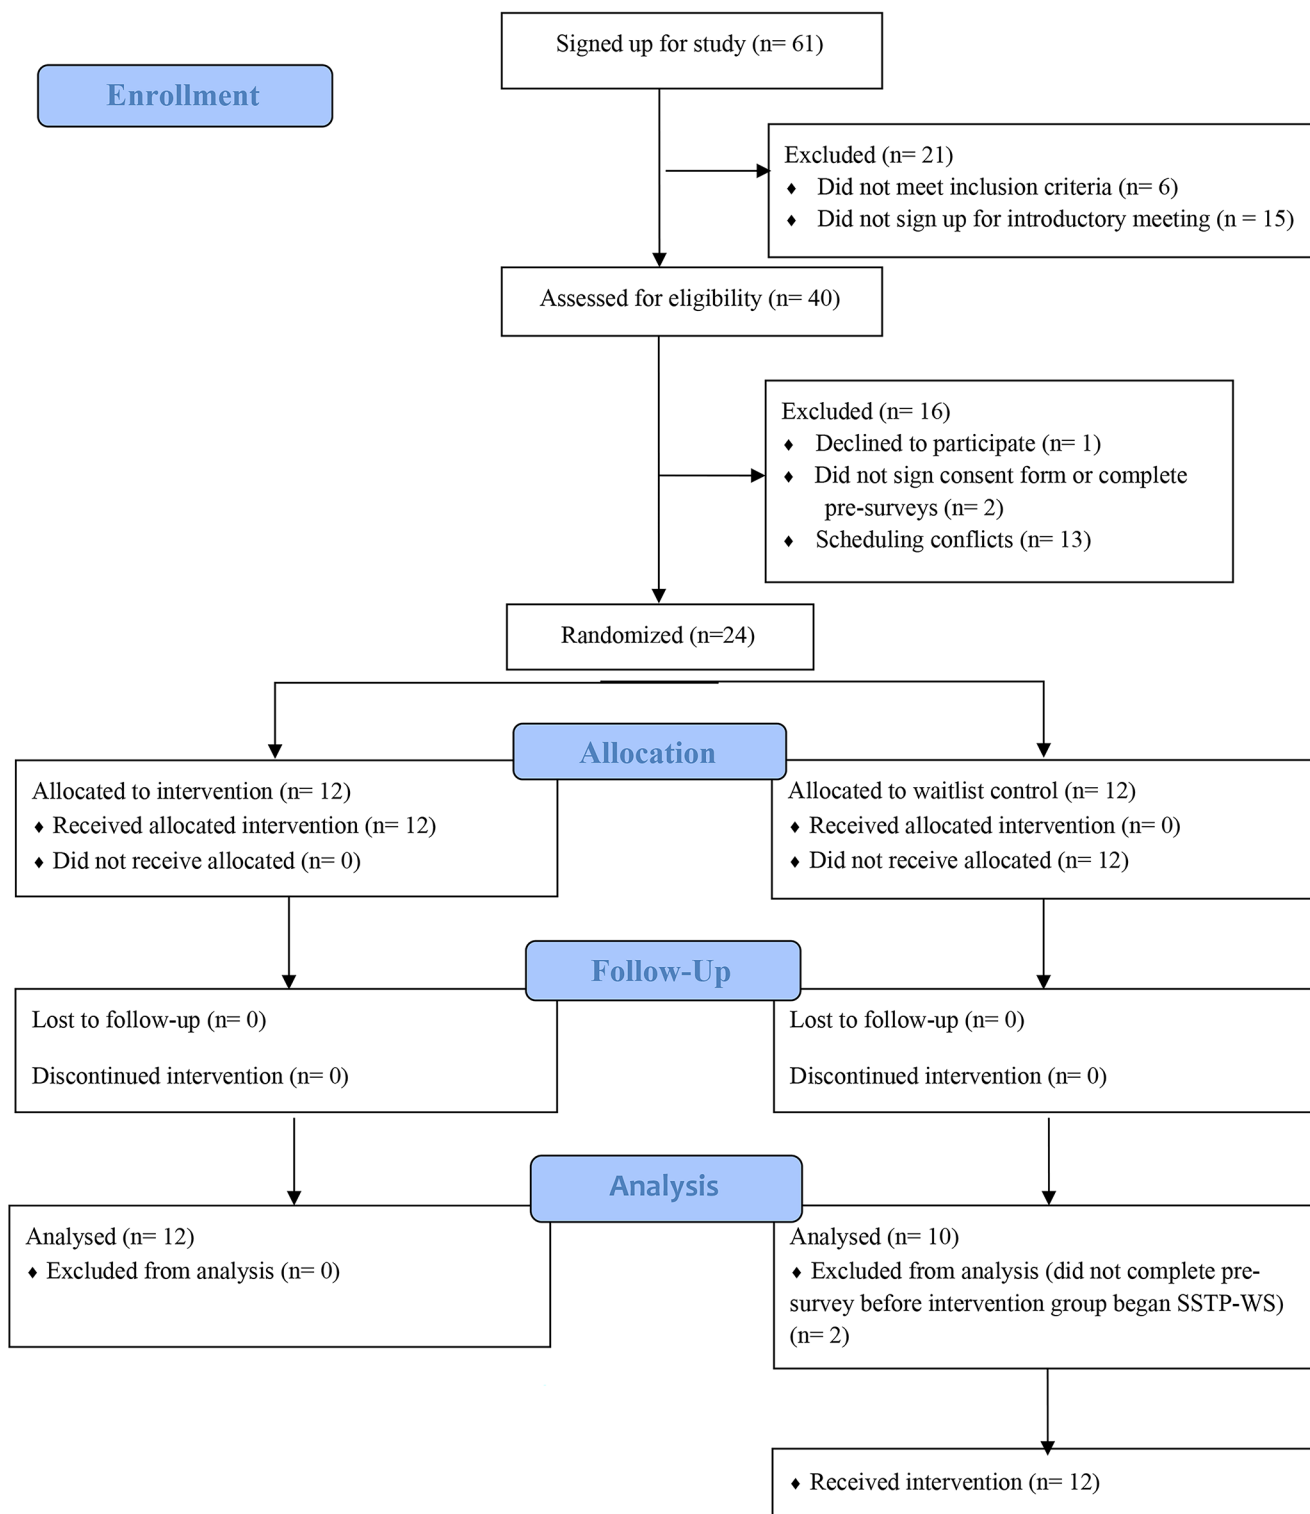 Signed up for study (n= 61)
Enrollment
Excluded (n= 21)
♦ Did not meet inclusion criteria (n= 6)
♦ Did not sign up for introductory meeting (n = 15)
Assessed for eligibility (n= 40)
Excluded (n= 16)
♦ Declined to participate (n= 1)
♦ Did not sign consent form or complete
pre-surveys (n= 2)
♦ Scheduling conflicts (n= 13)
Randomized (n=24)
Allocation
Allocated to intervention (n= 12)
♦ Received allocated intervention (n= 12)
♦ Did not receive allocated (n= 0)
Allocated to waitlist control (n= 12)
♦ Received allocated intervention (n= 0)
♦ Did not receive allocated (n= 12)
Follow-Up
Lost to follow-up (n= 0)
Discontinued intervention (n= 0)
Lost to follow-up (n= 0)
Discontinued intervention (n= 0)
Analysis
Analysed (n= 12)
♦ Excluded from analysis (n= 0)
Analysed (n= 10)
♦ Excluded from analysis (did not complete pre-
survey before intervention group began SSTP-WS)
(n= 2)
♦ Received intervention (n= 12)